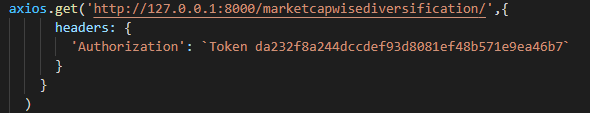 axios.get('http://127.0.0.1:8000/marketcapwisediversification/',{
headers: {
'Authorization': `Token da232f8a244dccdef93d8081ef48b571e9ea46b7`
}
}
)